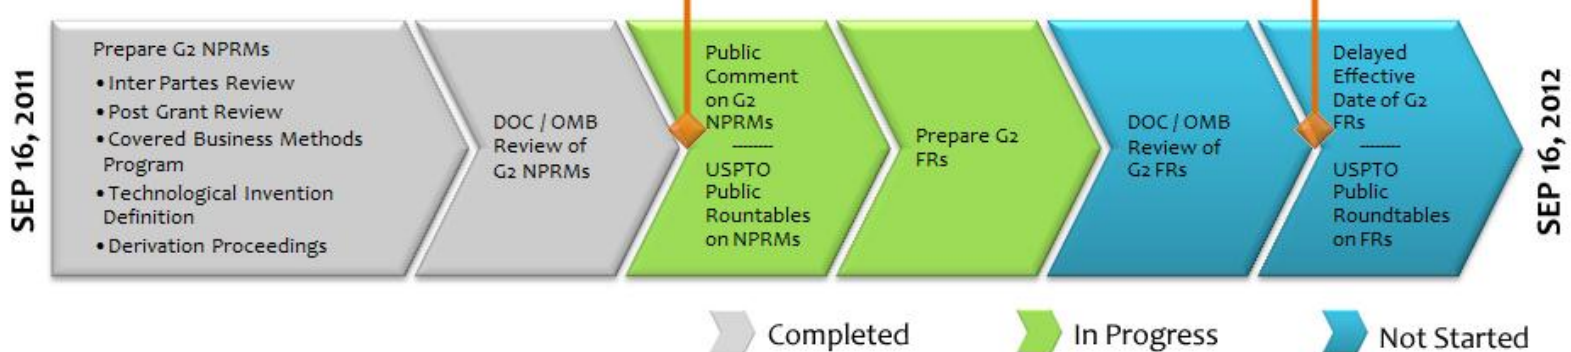 SEP 16, 2011
Prepare G2 NPRMs
• Inter Partes Review
• Post Grant Review
• Covered Business Methods
Program
• Technological Invention
Definition
• Derivation Proceedings
DOC / OMB
Review of
G2 NPRMs
Public
Comment
on G2
NPRMs
--------
USPTO
Public
Rountables
on NPRMs
Prepare G2
FRs
DOC / OMB
Review of
G2 FRs
Delayed
Effective
Date of G2
FRs
--------
USPTO
Public
Roundtables
on FRs
SEP 16, 2012
Completed
In Progress
Not Started